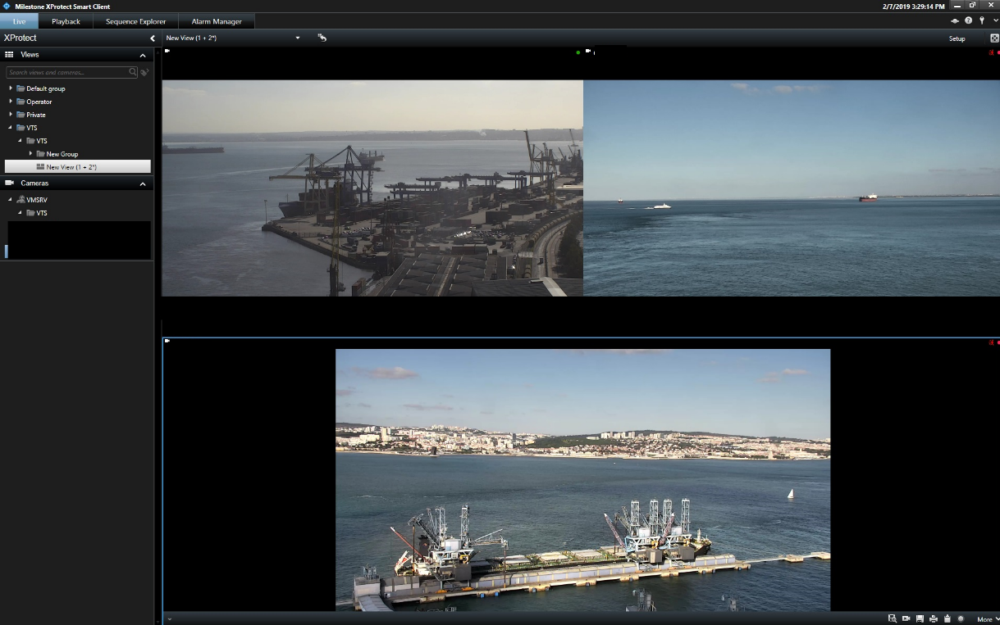 Milestone XProtect Smart Client
2/7/2019 3:29:14 PM
Live
Playback
Sequence Explorer
Alarm Manager
XProtect
New View (1 + 2*)
Setup
Views
Search views and cameras...
Default group
Operator
Private
VTS
VTS
New Group
New View (1 + 2*)
Cameras
VMSRV
VTS
More